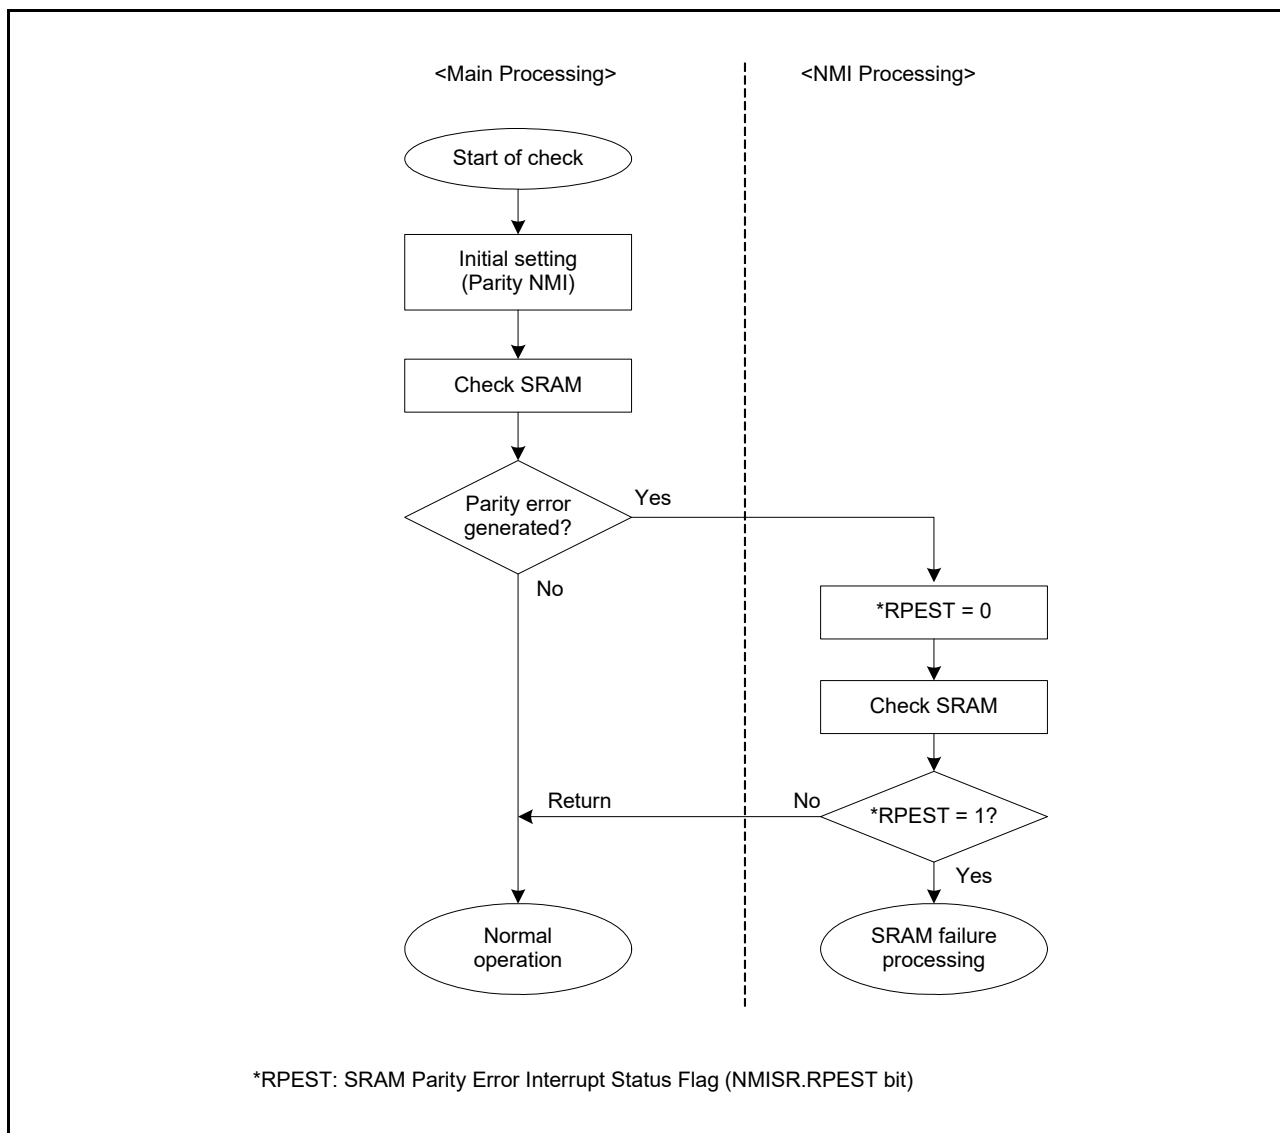 <Main Processing>
<NMI Processing>
Start of check
Initial setting
(Parity NMI)
Check SRAM
Parity error
generated?
Yes
No
*RPEST = 0
Check SRAM
*RPEST = 1?
No
Return
Yes
Normal
operation
SRAM failure
processing
*RPEST: SRAM Parity Error Interrupt Status Flag (NMISR.RPEST bit)